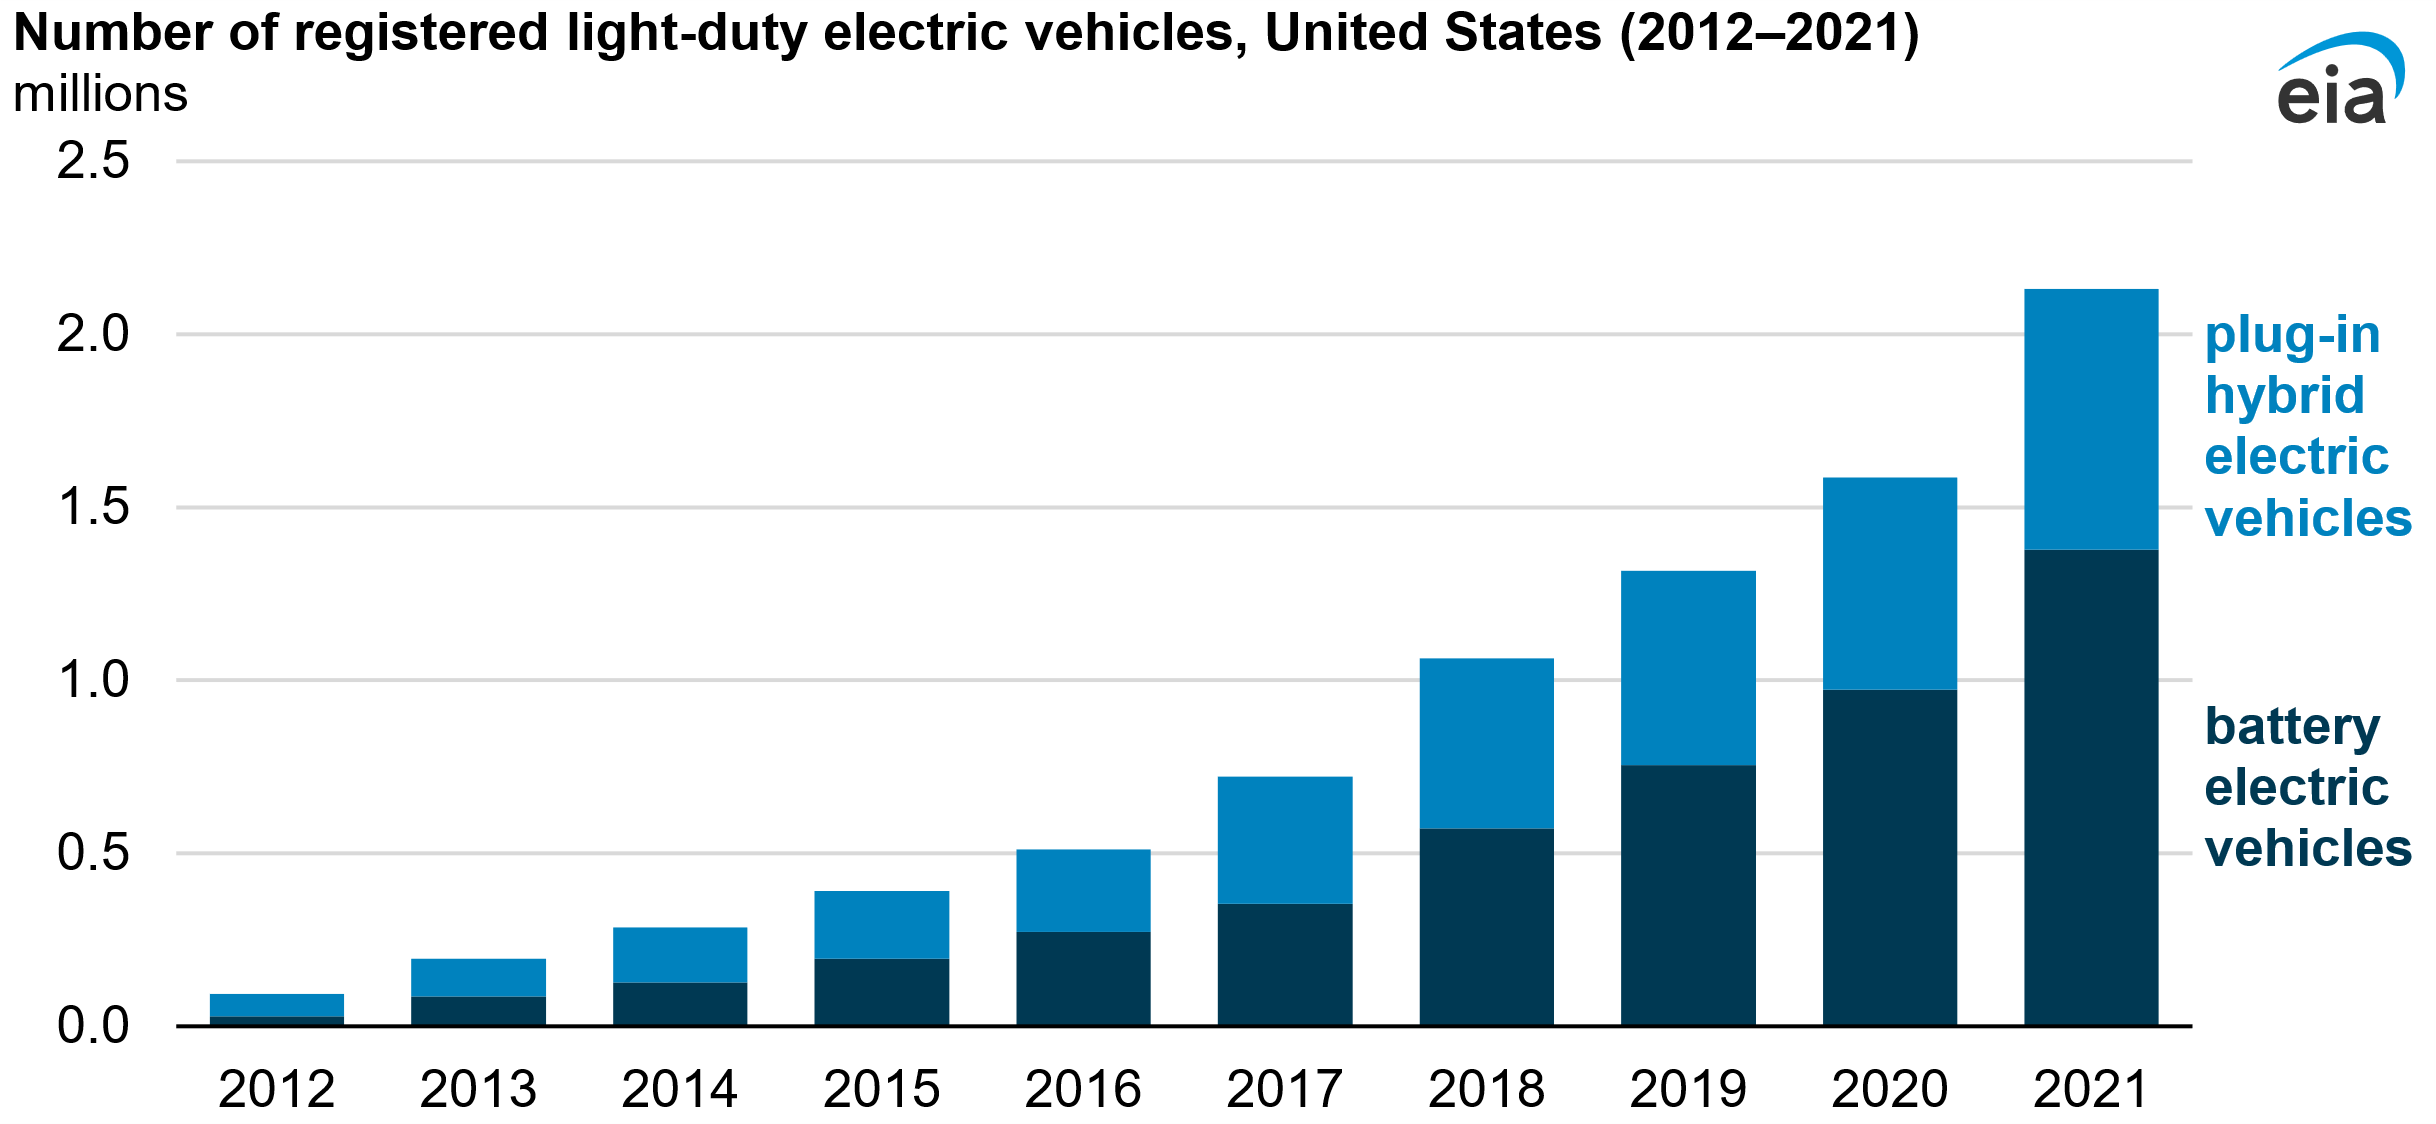 Number of registered light-duty electric vehicles, United States (2012–2021)
millions
eia
2.5
2.0
1.5
1.0
0.5
0.0
plug-in
hybrid
electric
vehicles
battery
electric
vehicles
2012 2013 2014 2015 2016 2017 2018 2019 2020 2021